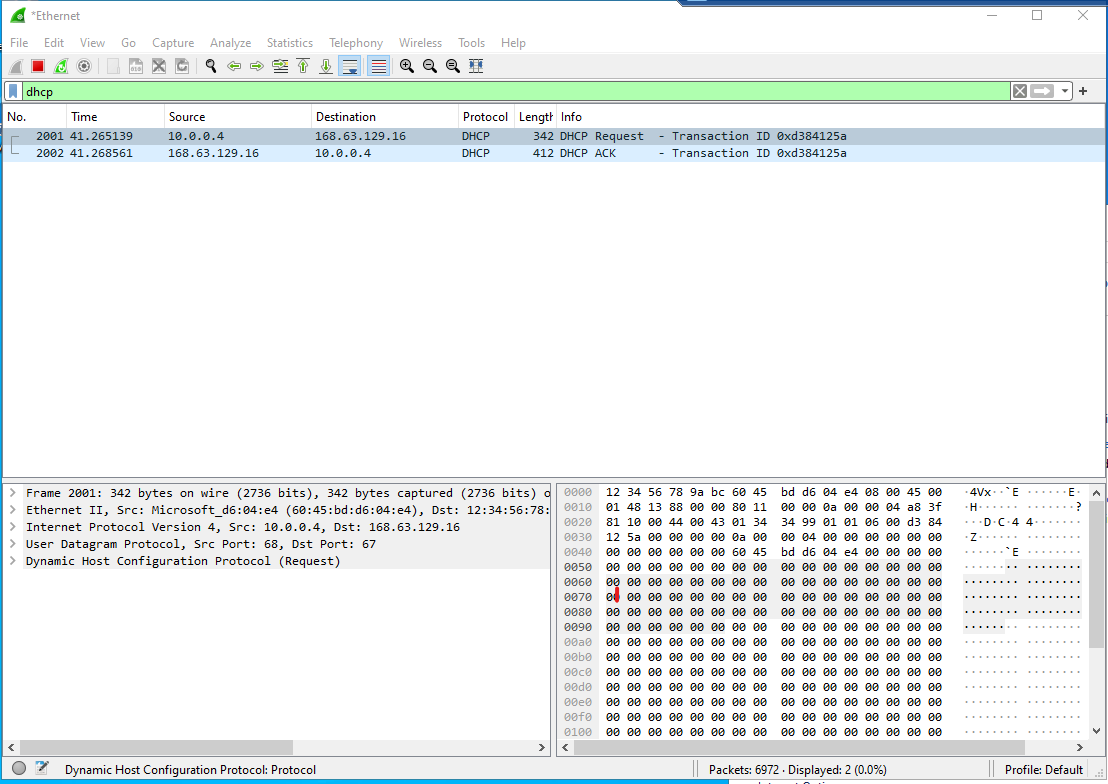 *Ethernet
File Edit View Go Capture Analyze Statistics Telephony Wireless Tools Help
dhcp
No. Time Source Destination Protocol Length Info
2001 41.265139 10.0.0.4 168.63.129.16 DHCP 342 DHCP Request - Transaction ID 0xd384125a
2002 41.268561 168.63.129.16 10.0.0.4 DHCP 412 DHCP ACK - Transaction ID 0xd384125a
Frame 2001: 342 bytes on wire (2736 bits), 342 bytes captured (2736 bits) o
Ethernet II, Src: Microsoft_d6:04:e4 (60:45:bd:d6:04:e4), Dst: 12:34:56:78:
Internet Protocol Version 4, Src: 10.0.0.4, Dst: 168.63.129.16
User Datagram Protocol, Src Port: 68, Dst Port: 67
Dynamic Host Configuration Protocol (Request)
0000 12 34 56 78 9a bc 60 45 bd d6 04 e4 08 00 45 00 ·4Vx··`E ······E·
0010 01 48 13 88 00 00 80 11 00 00 0a 00 00 04 a8 3f ·H······ ·······?
0020 81 10 00 44 00 43 01 34 34 99 01 01 06 00 d3 84 ···D·C·4 4·······
0030 12 5a 00 00 00 00 0a 00 00 04 00 00 00 00 00 00 ·Z······ ········
0040 00 00 00 00 00 00 60 45 bd d6 04 e4 00 00 00 00 ······`E ········
0050 00 00 00 00 00 00 00 00 00 00 00 00 00 00 00 00 ········ ········
0060 00 00 00 00 00 00 00 00 00 00 00 00 00 00 00 00 ········ ········
0070 00 00 00 00 00 00 00 00 00 00 00 00 00 00 00 00 ········ ········
0080 00 00 00 00 00 00 00 00 00 00 00 00 00 00 00 00 ········ ········
0090 00 00 00 00 00 00 00 00 00 00 00 00 00 00 00 00 ········ ········
00a0 00 00 00 00 00 00 00 00 00 00 00 00 00 00 00 00 ········ ········
00b0 00 00 00 00 00 00 00 00 00 00 00 00 00 00 00 00 ········ ········
00c0 00 00 00 00 00 00 00 00 00 00 00 00 00 00 00 00 ········ ········
00d0 00 00 00 00 00 00 00 00 00 00 00 00 00 00 00 00 ········ ········
00e0 00 00 00 00 00 00 00 00 00 00 00 00 00 00 00 00 ········ ········
00f0 00 00 00 00 00 00 00 00 00 00 00 00 00 00 00 00 ········ ········
0100 00 00 00 00 00 00 00 00 00 00 00 00 00 00 00 00 ········ ········
Dynamic Host Configuration Protocol: Protocol
Packets: 6972 · Displayed: 2 (0.0%)
Profile: Default